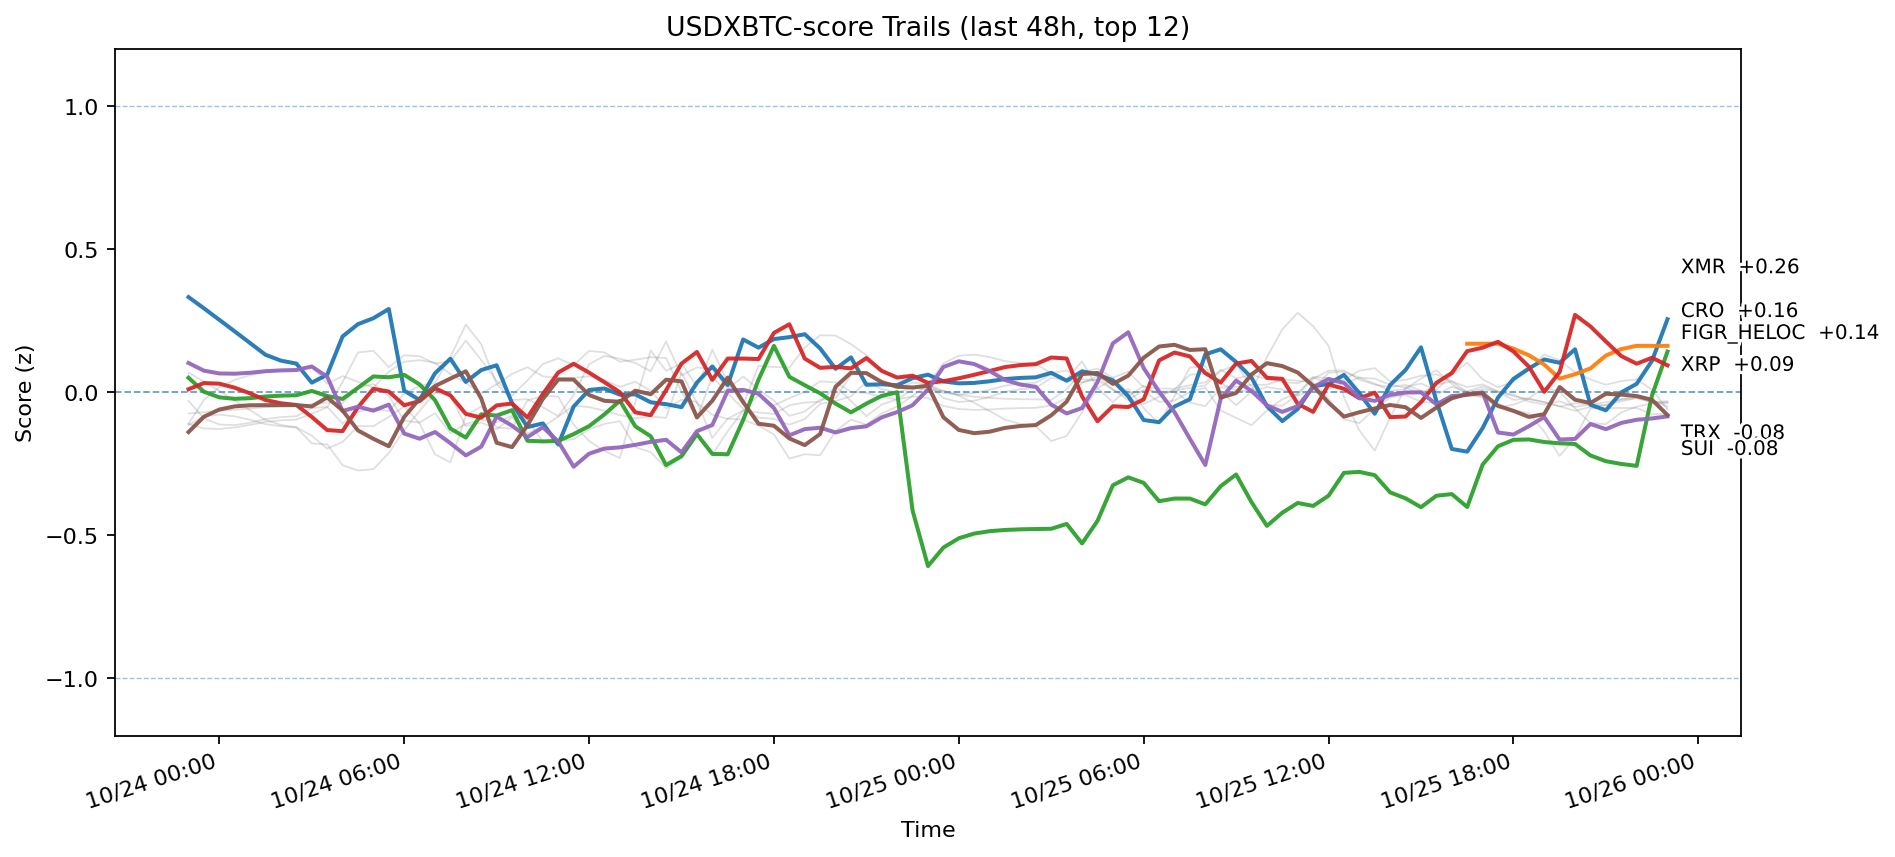 USDXBTC-score Trails (last 48h, top 12)
Score (z)
1.0
0.5
0.0
−0.5
−1.0
XMR +0.26
CRO +0.16
FIGR_HELOC +0.14
XRP +0.09
TRX -0.08
SUI -0.08
10/24 00:00
10/24 06:00
10/24 12:00
10/24 18:00
10/25 00:00
10/25 06:00
10/25 12:00
10/25 18:00
10/26 00:00
Time